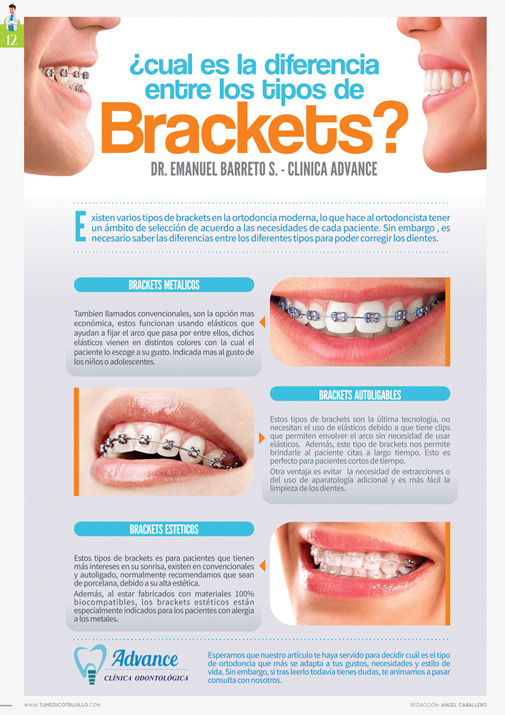 12
¿cual es la diferencia
entre los tipos de
Brackets?
DR. EMANUEL BARRETO S. - CLINICA ADVANCE
Existen varios tipos de brackets en la ortodoncia moderna, lo que hace al ortodoncista tener
un ámbito de selección de acuerdo a las necesidades de cada paciente. Sin embargo , es
necesario saber las diferencias entre los diferentes tipos para poder corregir los dientes.
BRACKETS METALICOS
Tambien llamados convencionales, son la opción mas
económica, estos funcionan usando elásticos que
ayudan a fijar el arco que pasa por entre ellos, dichos
elásticos vienen en distintos colores con la cual el
paciente lo escoge a su gusto. Indicada mas al gusto de
los niños o adolescentes.
BRACKETS AUTOLIGABLES
Estos tipos de brackets son la última tecnología, no
necesitan el uso de elásticos debido a que tiene clips
que permiten envolver el arco sin necesidad de usar
elásticos. Además, este tipo de brackets nos permite
brindarle al paciente citas a largo tiempo. Esto es
perfecto para pacientes cortos de tiempo.
Otra ventaja es evitar la necesidad de extracciones o
del uso de aparatología adicional y es más fácil la
limpieza de los dientes.
BRACKETS ESTETICOS
Estos tipos de brackets es para pacientes que tienen
más intereses en su sonrisa, existen en convencionales
y autoligado, normalmente recomendamos que sean
de porcelana, debido a su alta estética.
Además, al estar fabricados con materiales 100%
biocompatibles, los brackets estéticos están
especialmente indicados para los pacientes con alergia
a los metales.
Advance
CLÍNICA ODONTOLÓGICA
Esperamos que nuestro artículo te haya servido para decidir cuál es el tipo
de ortodoncia que más se adapta a tus gustos, necesidades y estilo de
vida. Sin embargo, si tras leerlo todavía tienes dudas, te animamos a pasar
consulta con nosotros.
WWW.TUMEDICOTRUJILLO.COM
REDACCIÓN: ANGEL CABALLERO